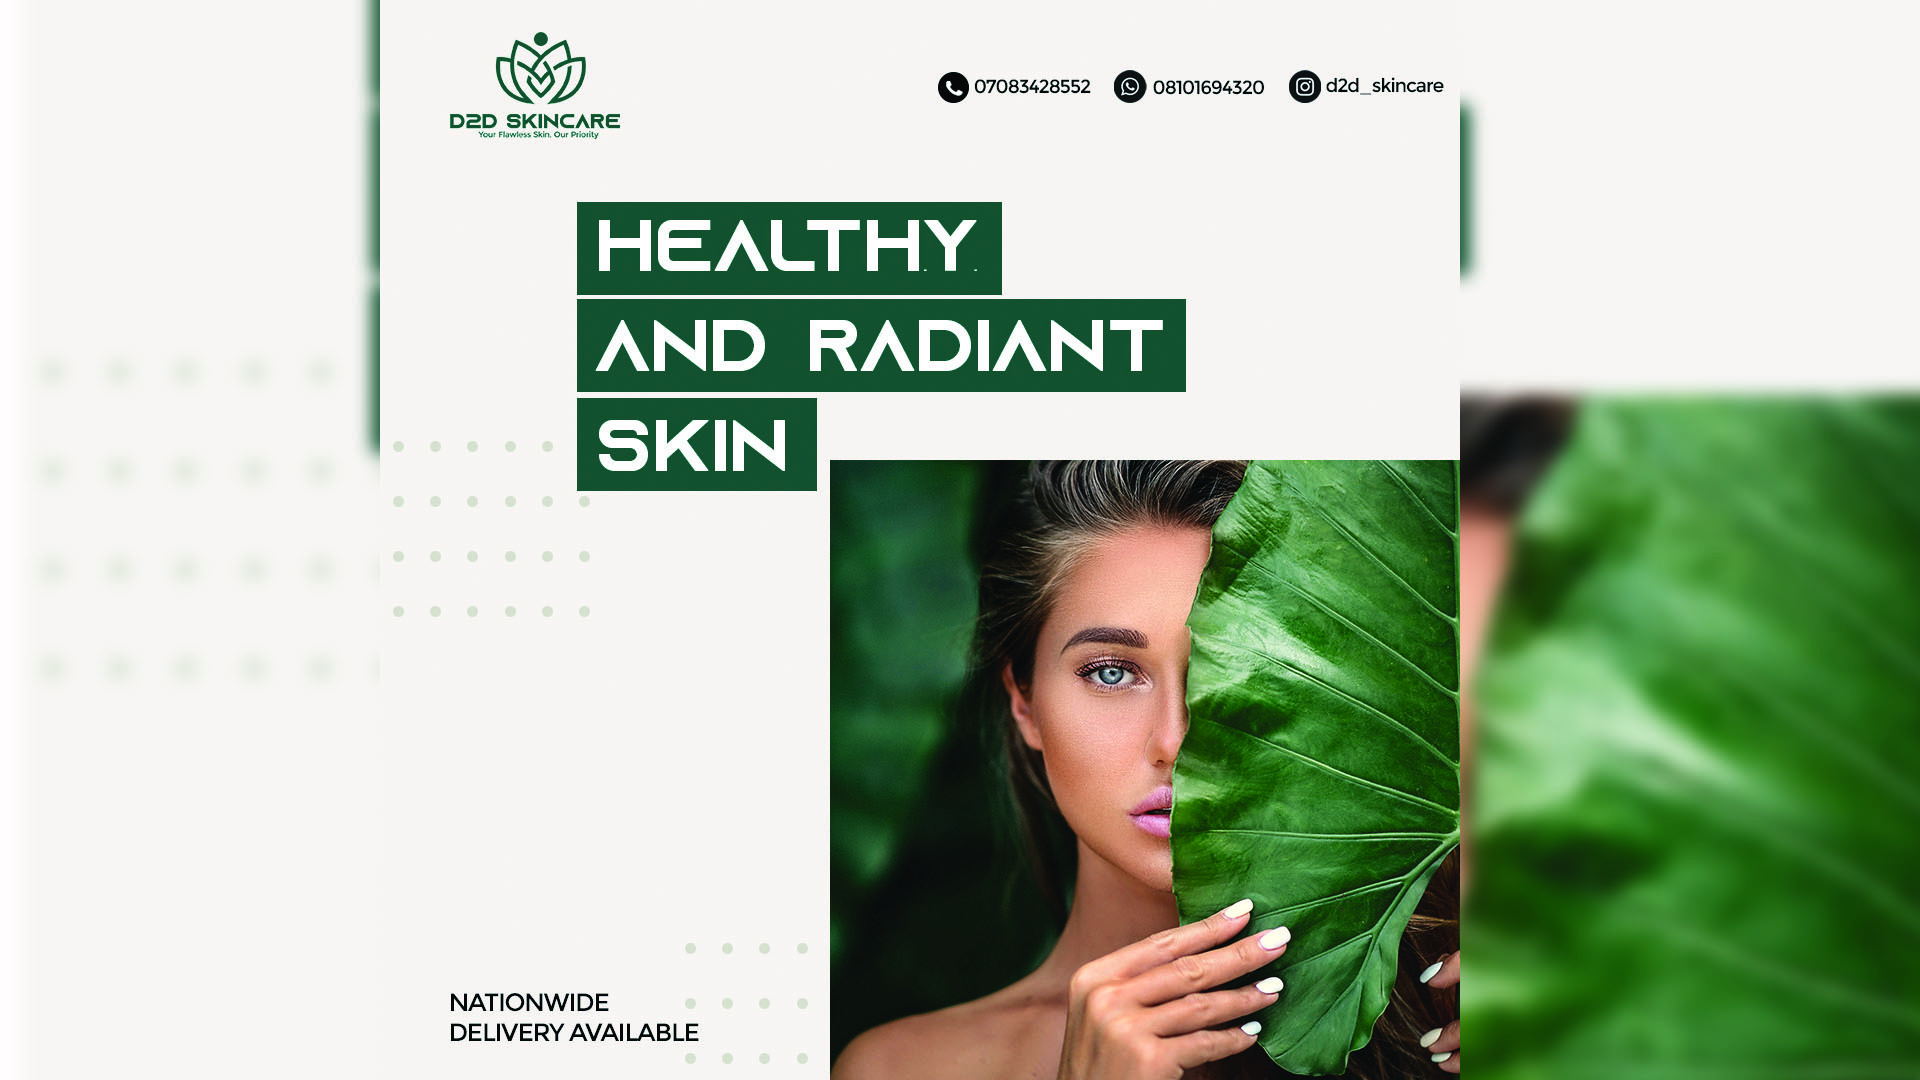 D2D SKINCARE
Your Flawless Skin, Our Priority
07083428552
08101694320
d2d_skincare
HEALTHY
AND RADIANT
SKIN
NATIONWIDE
DELIVERY AVAILABLE